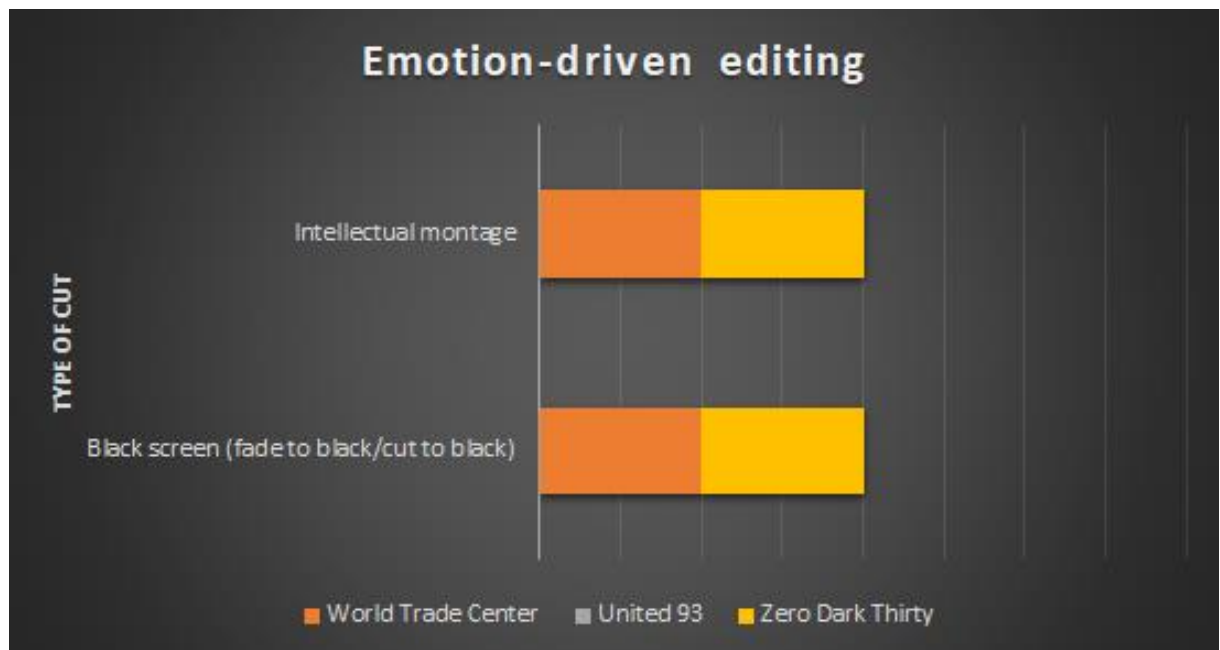 Emotion-driven editing
Intellectual montage
TYPE OF CUT
Black screen (fade to black/cut to black)
World Trade Center United 93 Zero Dark Thirty